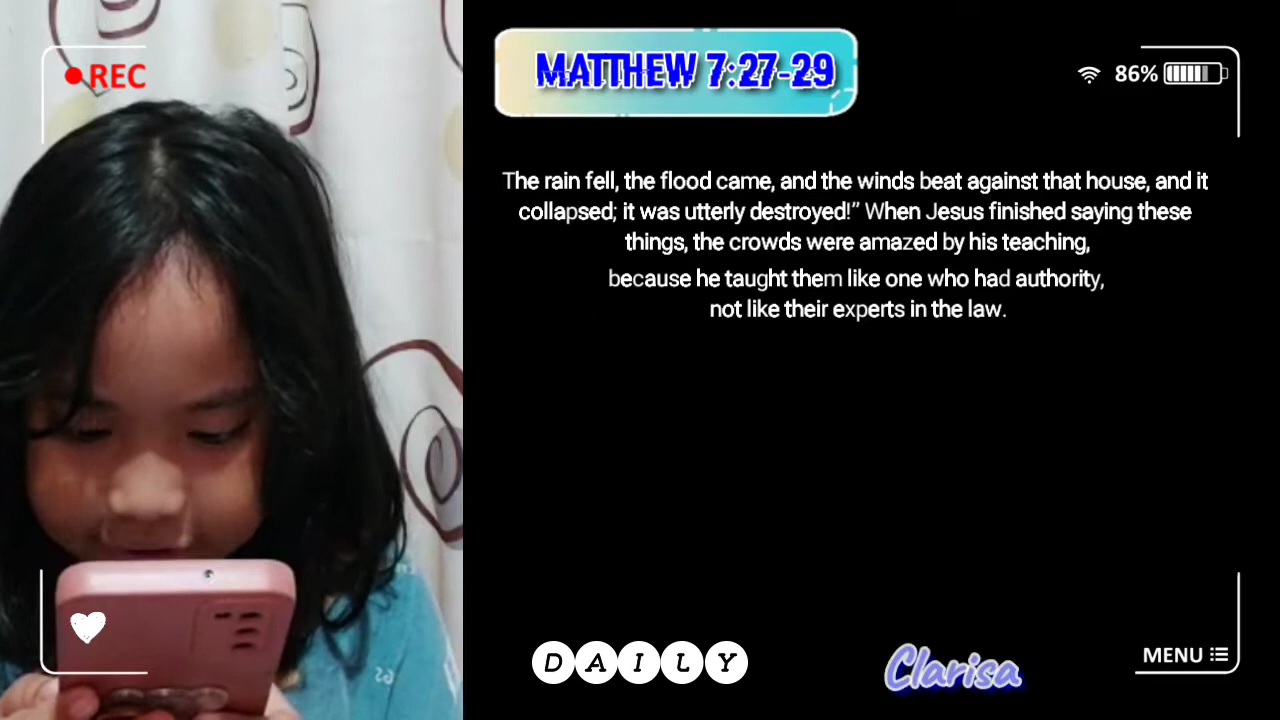 REC
MATTHEW 7:27-29
86%
The rain fell, the flood came, and the winds beat against that house, and it
collapsed; it was utterly destroyed!” When Jesus finished saying these
things, the crowds were amazed by his teaching,
because he taught them like one who had authority,
not like their experts in the law.
DAILY
Clarisa
MENU